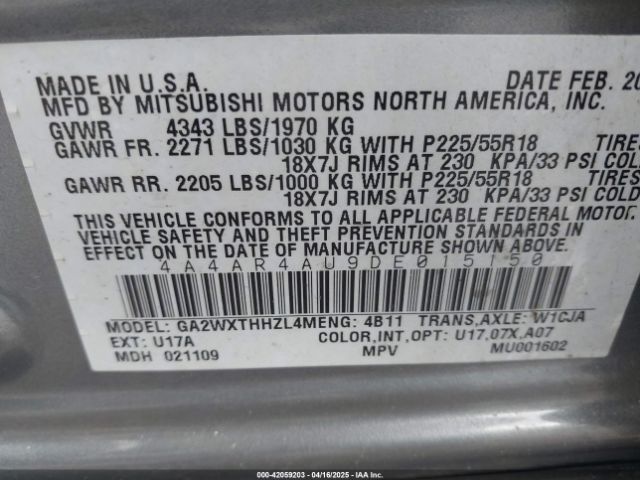 MADE IN U.S.A. DATE FEB. 20
MFD BY MITSUBISHI MOTORS NORTH AMERICA, INC.
GVWR 4343 LBS/1970 KG
GAWR FR. 2271 LBS/1030 KG WITH P225/55R18 TIRES
18X7J RIMS AT 230 KPA/33 PSI COLD
GAWR RR. 2205 LBS/1000 KG WITH P225/55R18 TIRES
18X7J RIMS AT 230 KPA/33 PSI COLD
THIS VEHICLE CONFORMS TO ALL APPLICABLE FEDERAL MOTOR
VEHICLE SAFETY AND THEFT PREVENTION STANDARDS IN
EFFECT ON THE DATE OF MANUFACTURE SHOWN ABOVE.
4A4AR4AU9DE015150
MODEL: GA2WXTHHZL4MENG: 4B11 TRANS,AXLE: W1CJA
EXT: U17A COLOR,INT,OPT: U17,07X,A07
MDH 021109 MPV MU001602
000-42059203 - 04/16/2025 - IAA Inc.